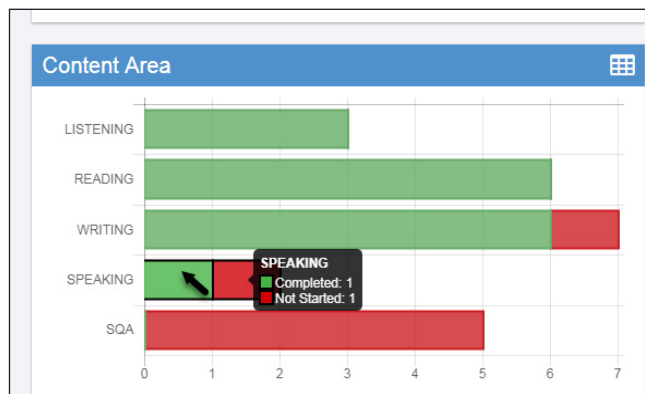 Content Area
LISTENING
READING
WRITING
SPEAKING
SPEAKING
Completed: 1
Not Started: 1
SQA
0 1 2 3 4 5 6 7